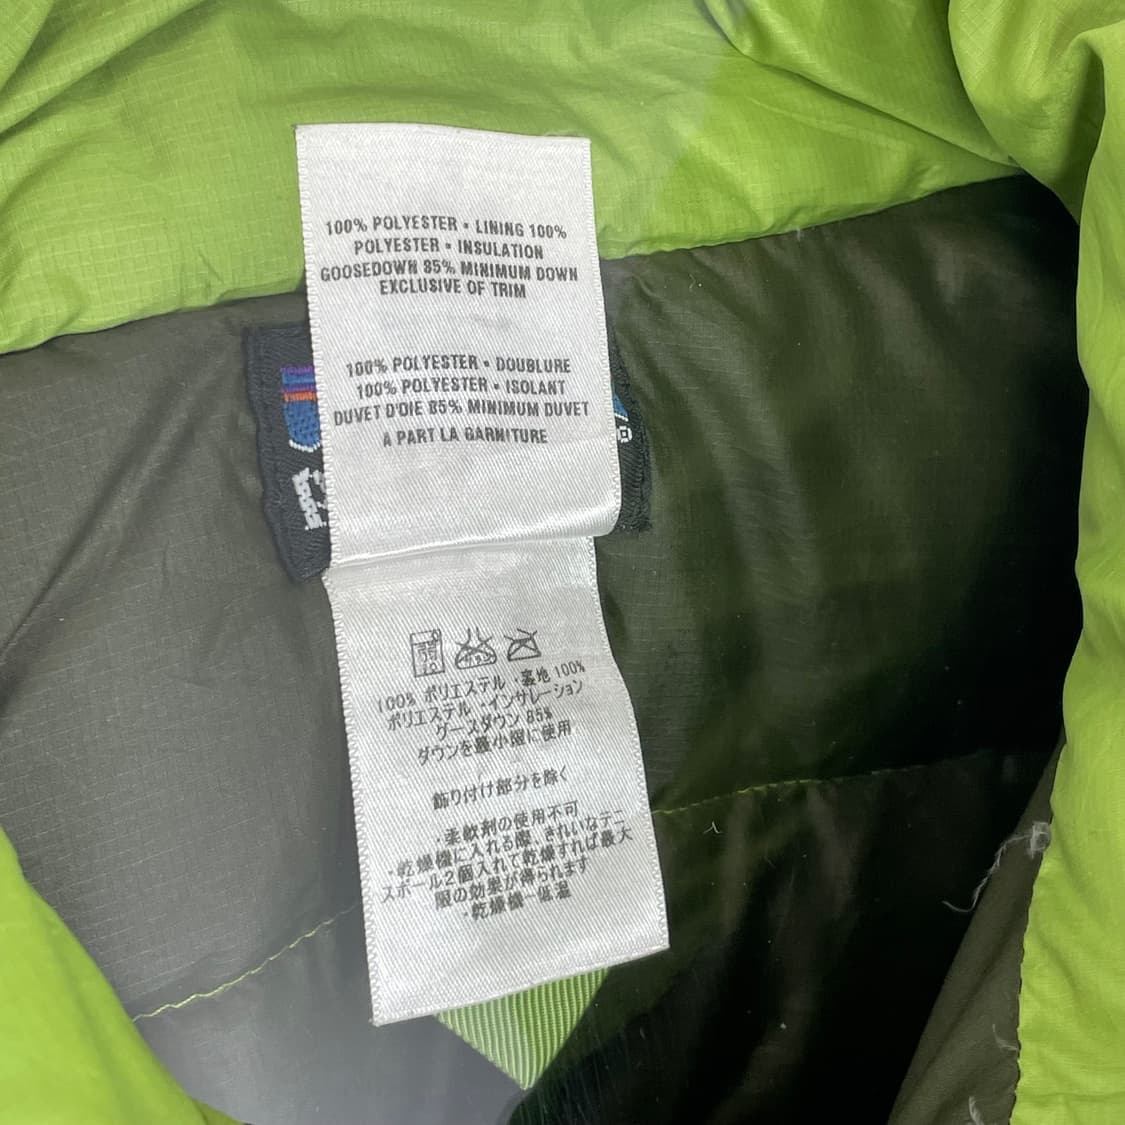 100% POLYESTER • LINING 100%
POLYESTER • INSULATION
GOOSEDOWN 85% MINIMUM DOWN
EXCLUSIVE OF TRIM
100% POLYESTER • DOUBLURE
100% POLYESTER • ISOLANT
DUVET D'OIE 85% MINIMUM DUVET
A PART LA GARNITURE
100% ポリエステル ・裏地 100%
ポリエステル ・インサレーション
グースダウン 85%
ダウンを最小限に使用
飾り付け部分を除く
・柔軟剤の使用不可
・乾燥機に入れる際、きれいなテニ
スボール2個入れて乾燥すれば最大
限の効果が得られます
・乾燥機―低温